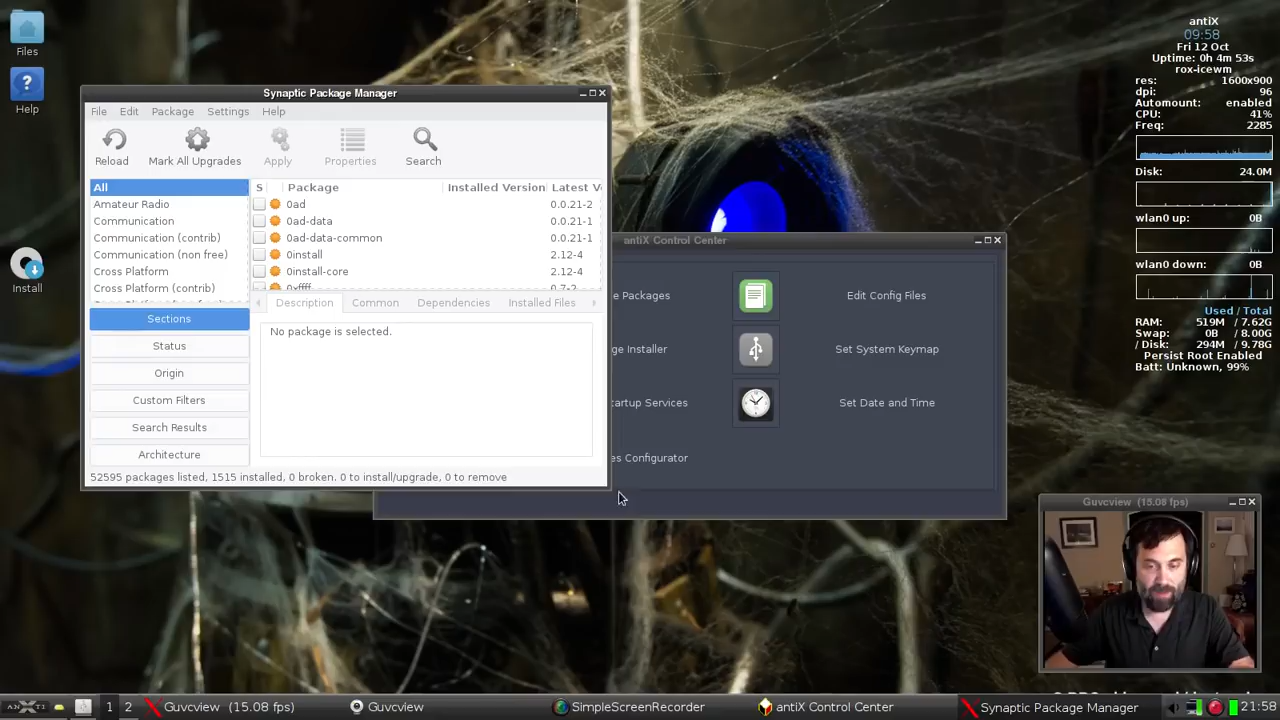 Files
Help
Install
antiX
09:58
Fri 12 Oct
Uptime: 0h 4m 53s
rox-icewm
res: 1600x900
dpi: 96
Automount: enabled
CPU: 41%
Freq: 2285
Disk: 24.0M
wlan0 up: 0B
wlan0 down: 0B
Used / Total
RAM: 519M / 7.62G
Swap: 0B / 8.00G
/ Disk: 294M / 9.78G
Persist Root Enabled
Batt: Unknown, 99%
Synaptic Package Manager
File Edit Package Settings Help
Reload Mark All Upgrades Apply Properties Search
All
Amateur Radio
Communication
Communication (contrib)
Communication (non free)
Cross Platform
Cross Platform (contrib)
Sections
Status
Origin
Custom Filters
Search Results
Architecture
S Package Installed Version Latest V
0ad 0.0.21-2
0ad-data 0.0.21-1
0ad-data-common 0.0.21-1
0install 2.12-4
0install-core 2.12-4
0xffff 0.7-2
Description Common Dependencies Installed Files
No package is selected.
52595 packages listed, 1515 installed, 0 broken. 0 to install/upgrade, 0 to remove
antiX Control Center
e Packages Edit Config Files
ge Installer Set System Keymap
tartup Services Set Date and Time
es Configurator
Guvcview (15.08 fps)
1 2 Guvcview (15.08 fps) Guvcview SimpleScreenRecorder antiX Control Center Synaptic Package Manager 21:58